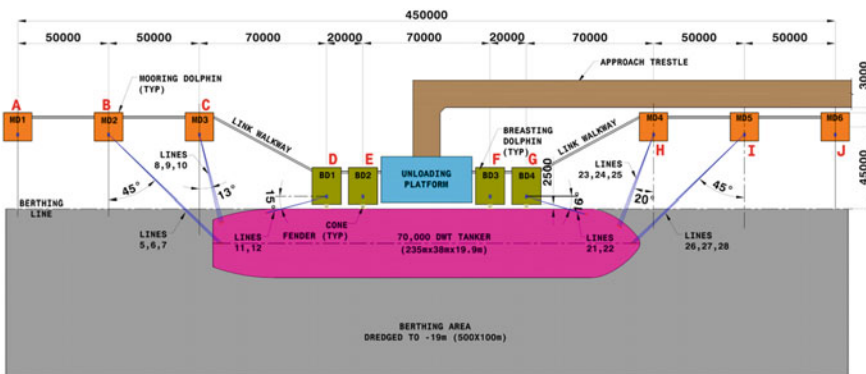 450000
50000 50000 70000 20000 70000 20000 70000 50000 50000
3000
45000
APPROACH TRESTLE
MOORING DOLPHIN
(TYP)
A B C D E F G H I J
MD1 MD2 MD3 MD4 MD5 MD6
LINK WALKWAY
LINK WALKWAY
BREASTING
DOLPHIN
(TYP)
LINES
8,9,10
13°
45°
BD1 BD2 BD3 BD4
UNLOADING
PLATFORM
2500
LINES
23,24,25
20°
45°
15°
16°
BERTHING
LINE
LINES
5,6,7
LINES
11,12
CONE
FENDER (TYP)
70,000 DWT TANKER
(235mx38mx19.9m)
LINES
21,22
LINES
26,27,28
BERTHING AREA
DREDGED TO -19m (500X100m)